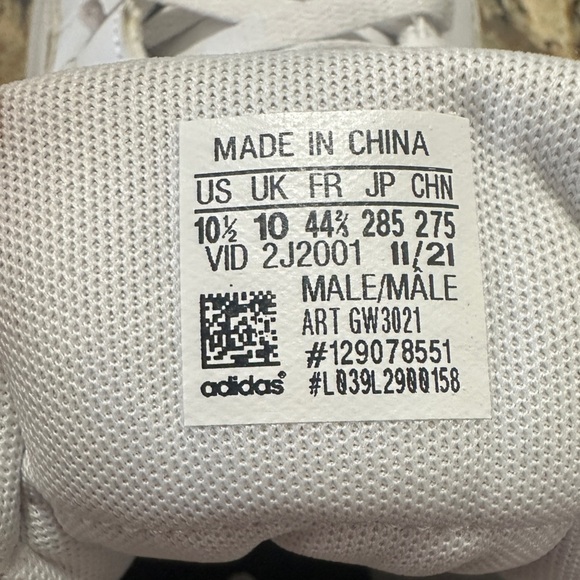 MADE IN CHINA
US UK FR JP CHN
10½ 10 44⅔ 285 275
VID 2J2001 11/21
MALE/MÂLE
ART GW3021
#129078551
adidas® #L039L2900158